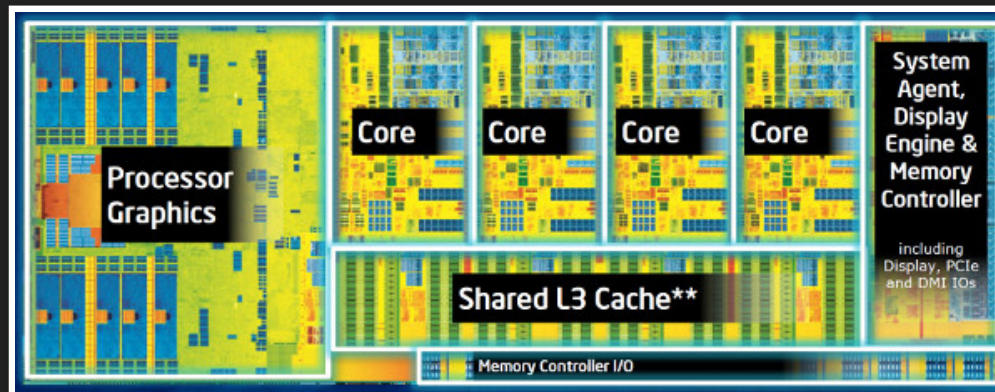 Processor
Graphics
Core
Core
Core
Core
System
Agent,
Display
Engine &
Memory
Controller
including
Display, PCIe
and DMI IOs
Shared L3 Cache**
Memory Controller I/O